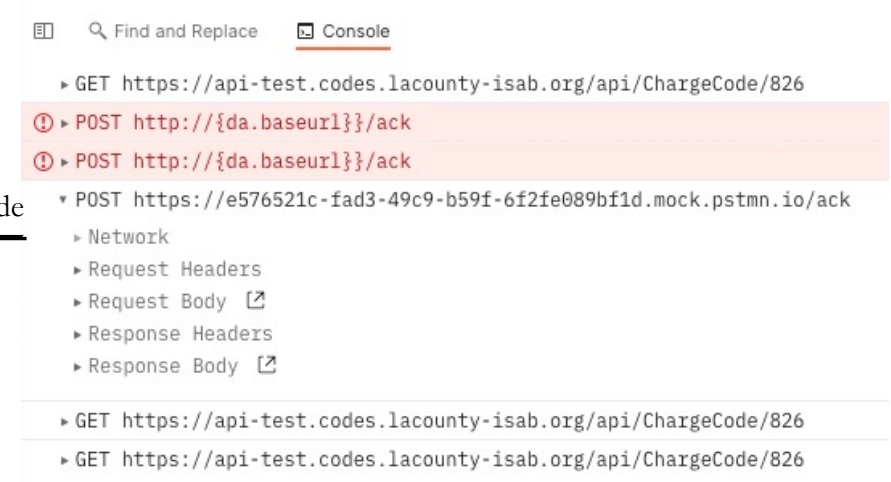 Find and Replace Console
GET https://api-test.codes.lacounty-isab.org/api/ChargeCode/826
POST http://{da.baseurl}}/ack
POST http://{da.baseurl}}/ack
de
POST https://e576521c-fad3-49c9-b59f-6f2fe089bf1d.mock.pstmn.io/ack
Network
Request Headers
Request Body
Response Headers
Response Body
GET https://api-test.codes.lacounty-isab.org/api/ChargeCode/826
GET https://api-test.codes.lacounty-isab.org/api/ChargeCode/826